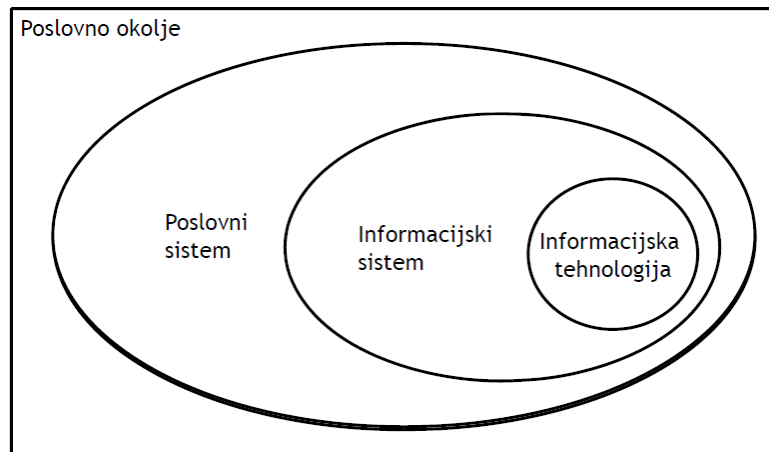 Poslovno okolje
Poslovni
sistem
Informacijski
sistem
Informacijska
tehnologija